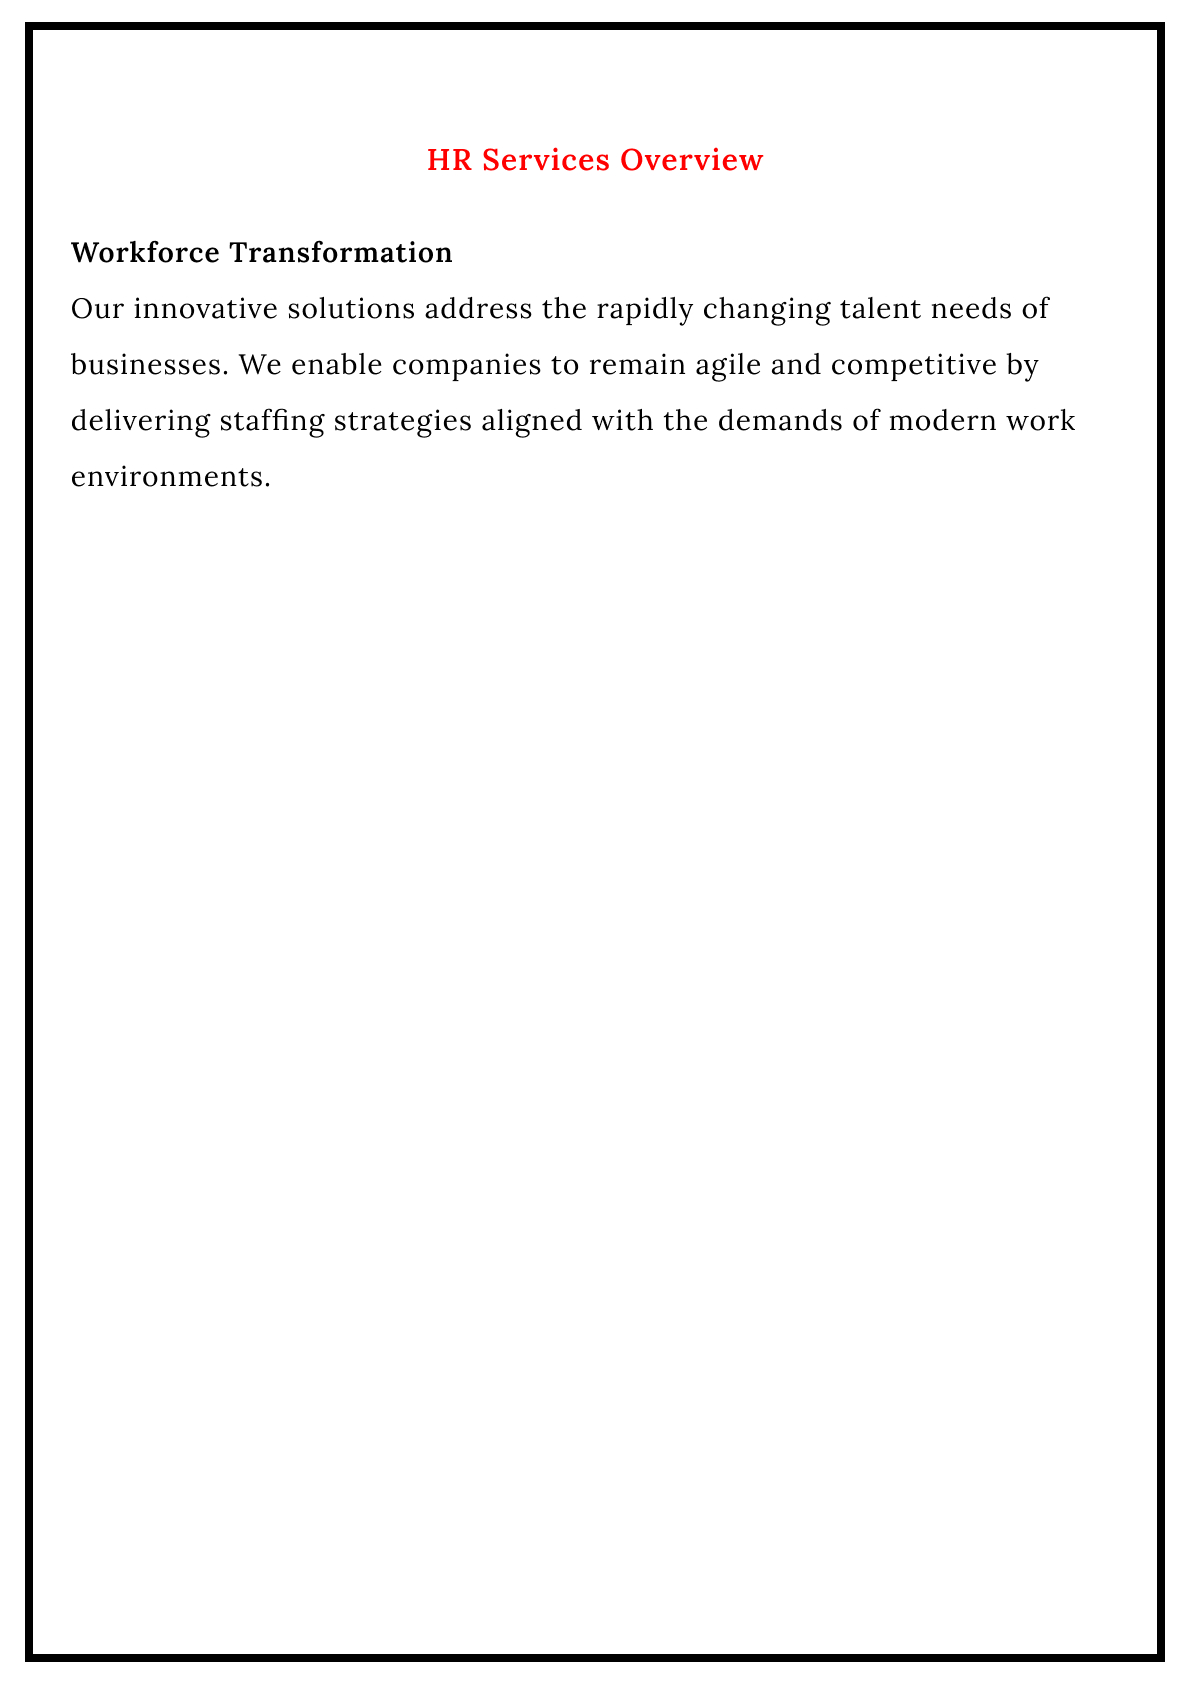 HR Services Overview
Workforce Transformation
Our innovative solutions address the rapidly changing talent needs of
businesses. We enable companies to remain agile and competitive by
delivering staffing strategies aligned with the demands of modern work
environments.